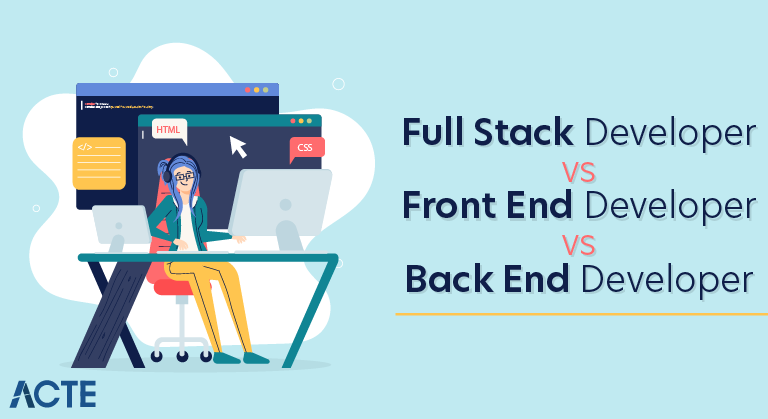 HTML
</>
CSS
Full Stack Developer
VS
Front End Developer
VS
Back End Developer
ACTE